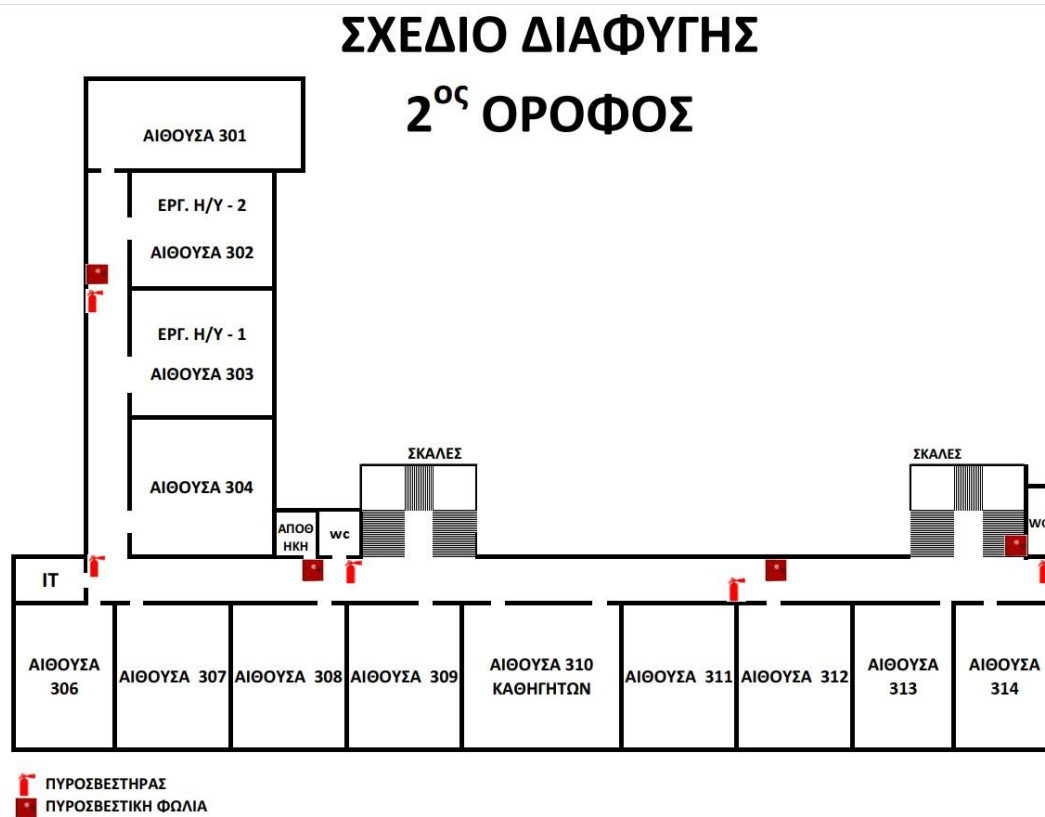 ΣΧΕΔΙΟ ΔΙΑΦΥΓΗΣ
2ος ΟΡΟΦΟΣ
ΑΙΘΟΥΣΑ 301
ΕΡΓ. Η/Υ - 2
ΑΙΘΟΥΣΑ 302
ΕΡΓ. Η/Υ - 1
ΑΙΘΟΥΣΑ 303
ΑΙΘΟΥΣΑ 304
ΣΚΑΛΕΣ
ΣΚΑΛΕΣ
ΑΠΟΘ
ΗΚΗ
wc
wc
IT
ΑΙΘΟΥΣΑ
306
ΑΙΘΟΥΣΑ 307
ΑΙΘΟΥΣΑ 308
ΑΙΘΟΥΣΑ 309
ΑΙΘΟΥΣΑ 310
ΚΑΘΗΓΗΤΩΝ
ΑΙΘΟΥΣΑ 311
ΑΙΘΟΥΣΑ 312
ΑΙΘΟΥΣΑ
313
ΑΙΘΟΥΣΑ
314
ΠΥΡΟΣΒΕΣΤΗΡΑΣ
ΠΥΡΟΣΒΕΣΤΙΚΗ ΦΩΛΙΑ